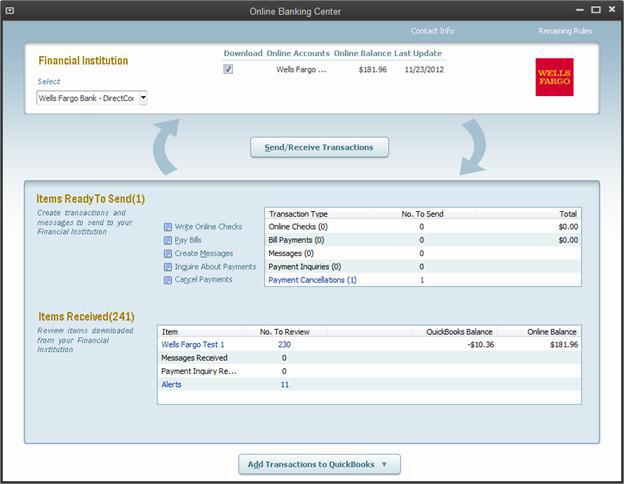 Online Banking Center
Contact Info Renaming Rules
Financial Institution
Select
Wells Fargo Bank - DirectCor
Download Online Accounts Online Balance Last Update
Wells Fargo ... $181.96 11/23/2012
WELLS
FARGO
Send/Receive Transactions
Items Ready To Send(1)
Create transactions and
messages to send to your
Financial Institution
Write Online Checks
Pay Bills
Create Messages
Inquire About Payments
Cancel Payments
Transaction Type No. To Send Total
Online Checks (0) 0 $0.00
Bill Payments (0) 0 $0.00
Messages (0) 0
Payment Inquiries (0) 0
Payment Cancellations (1) 1
Items Received(241)
Review items downloaded
from your Financial
Institution
Item No. To Review QuickBooks Balance Online Balance
Wells Fargo Test 1 230 -$10.36 $181.96
Messages Received 0
Payment Inquiry Re... 0
Alerts 11
Add Transactions to QuickBooks